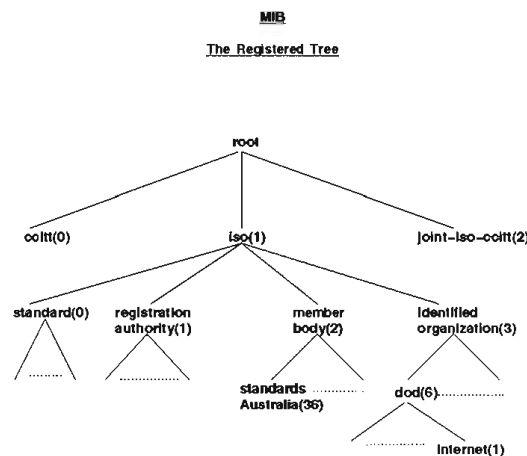 MIB
The Registered Tree
root
ccitt(0)
iso(1)
joint-iso-ccitt(2)
standard(0)
registration
authority(1)
member
body(2)
identified
organization(3)
standards
Australia(36)
dod(6)
internet(1)